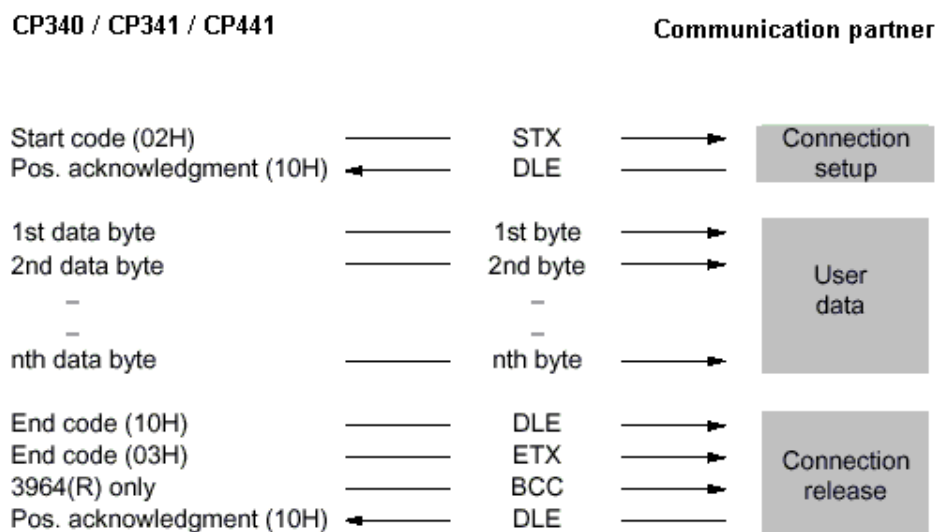 CP340 / CP341 / CP441 Communication partner
Start code (02H) STX Connection
Pos. acknowledgment (10H) DLE setup
1st data byte 1st byte
2nd data byte 2nd byte
User
– –
data
– –
nth data byte nth byte
End code (10H) DLE
End code (03H) ETX Connection
3964(R) only BCC release
Pos. acknowledgment (10H) DLE